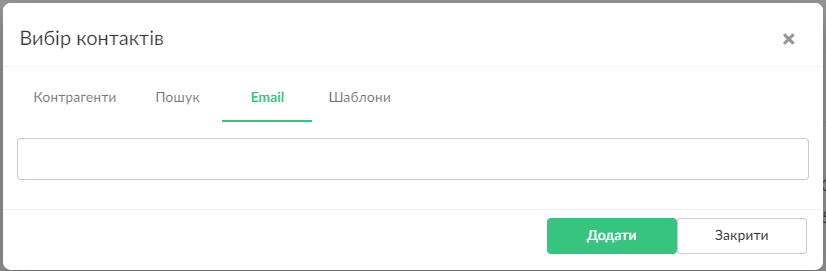 Вибір контактів
Контрагенти Пошук Email Шаблони
Додати Закрити